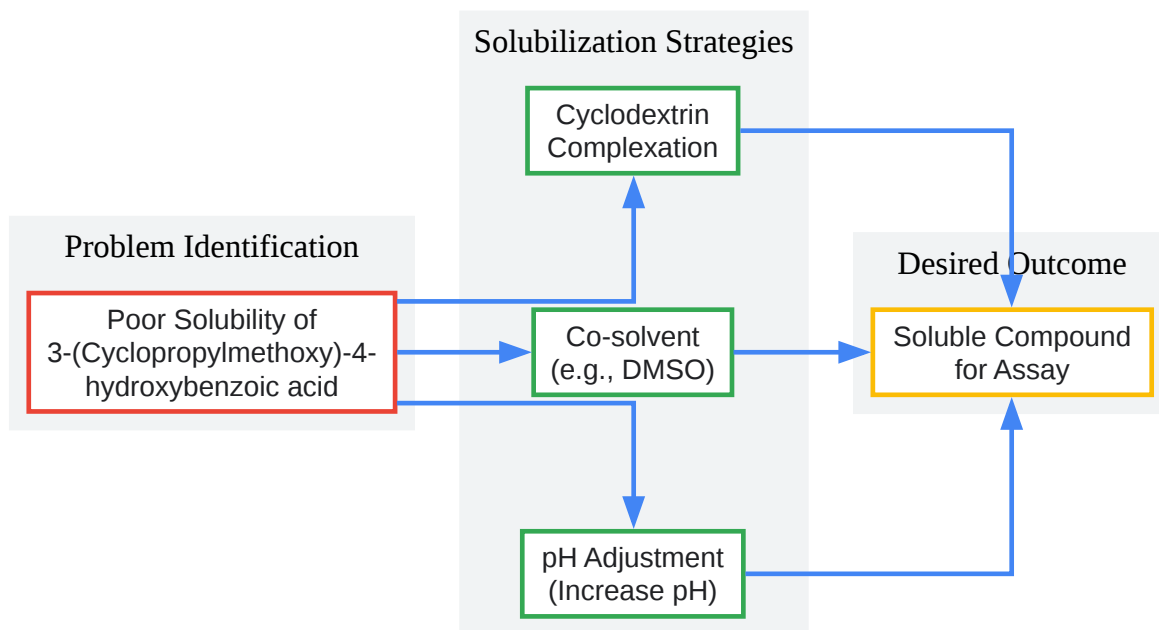 Solubilization Strategies
Cyclodextrin
Complexation
Problem Identification
Poor Solubility of
3-(Cyclopropylmethoxy)-4-
hydroxybenzoic acid
Co-solvent
(e.g., DMSO)
Desired Outcome
Soluble Compound
for Assay
pH Adjustment
(Increase pH)